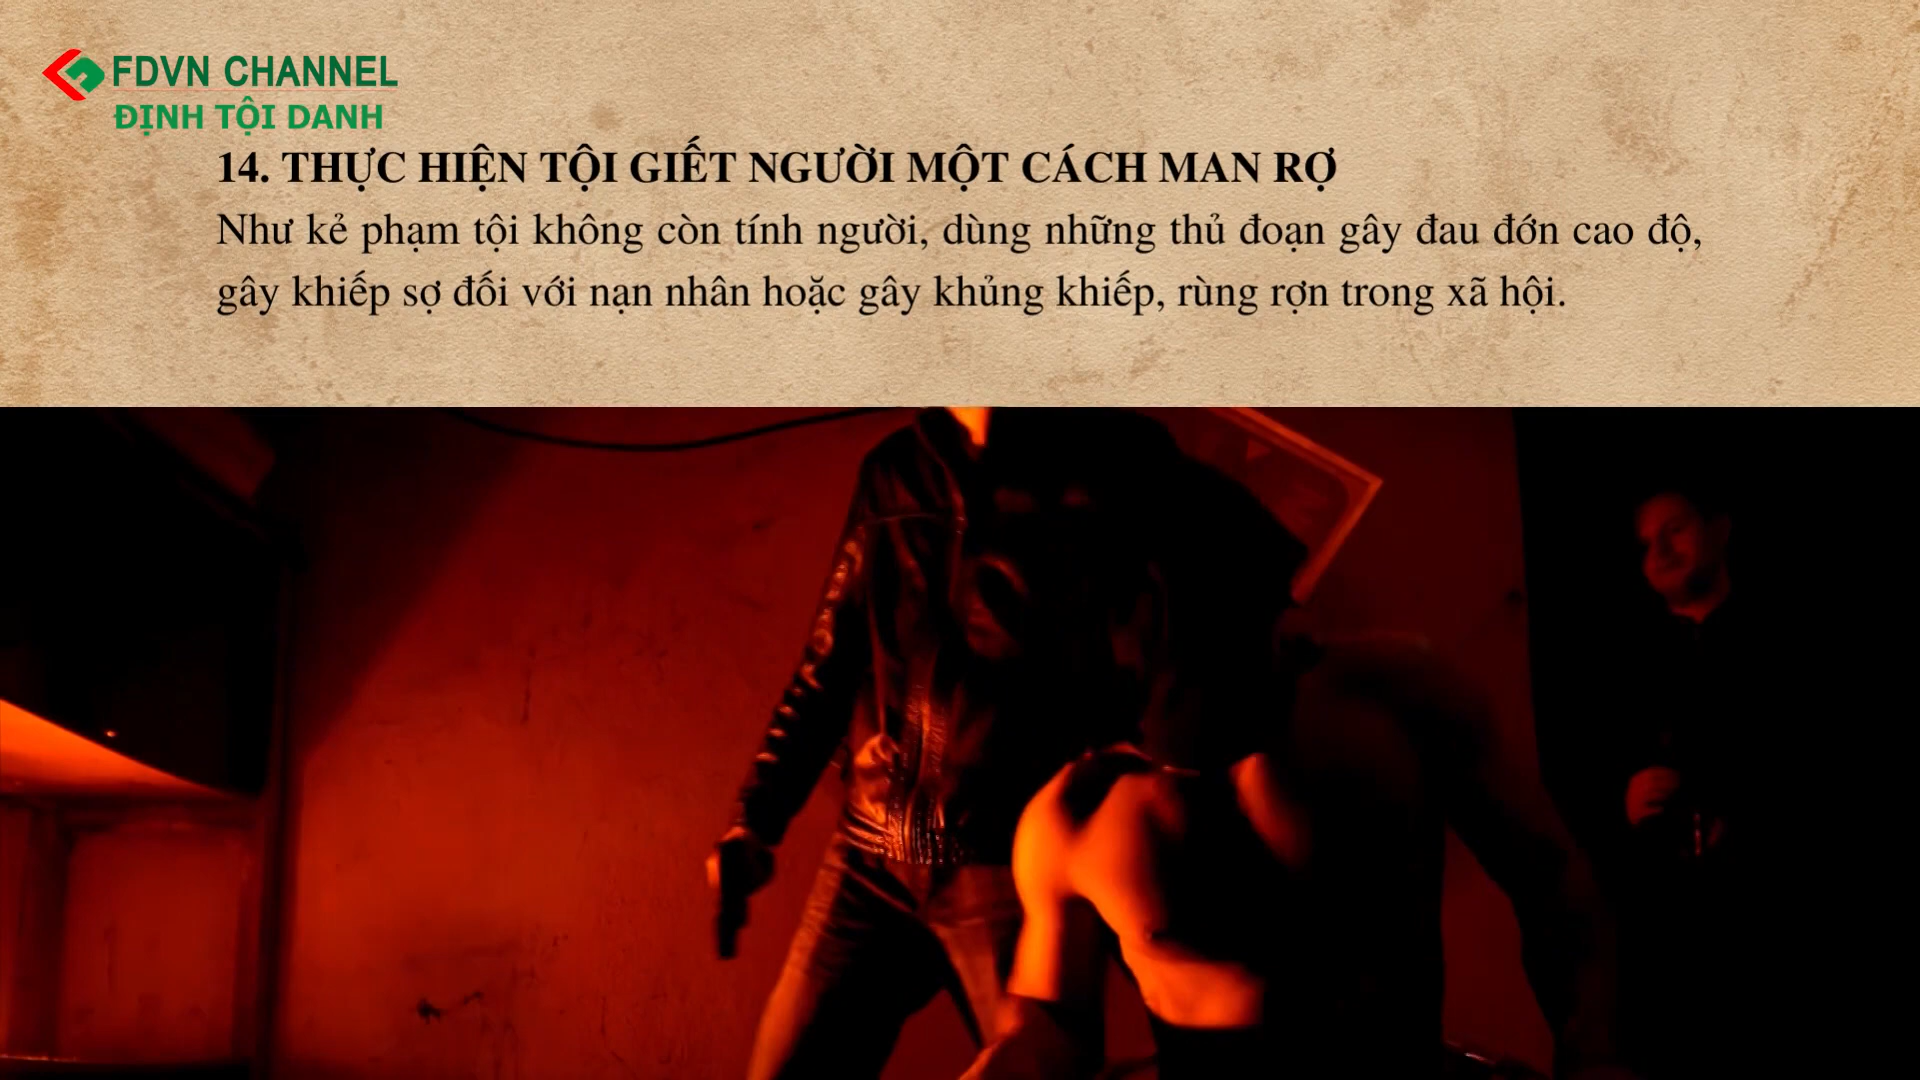 FDVN CHANNEL
ĐỊNH TỘI DANH
14. THỰC HIỆN TỘI GIẾT NGƯỜI MỘT CÁCH MAN RỢ
Như kẻ phạm tội không còn tính người, dùng những thủ đoạn gây đau đớn cao độ,
gây khiếp sợ đối với nạn nhân hoặc gây khủng khiếp, rùng rợn trong xã hội.